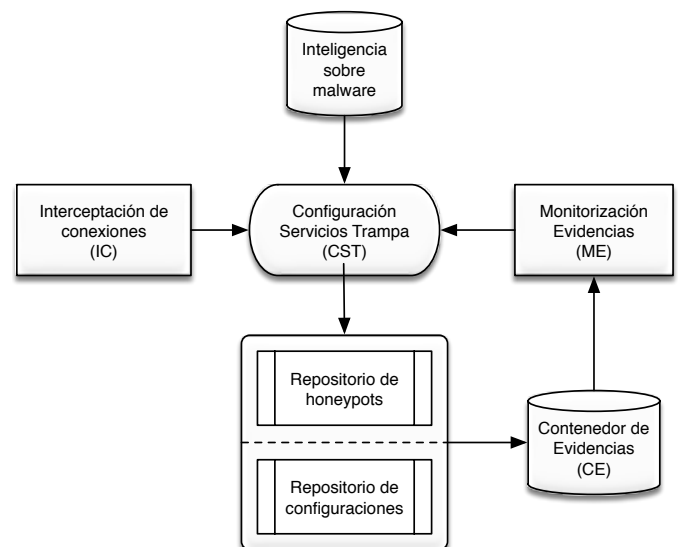 Inteligencia
sobre
malware
Interceptación de
conexiones
(IC)
Configuración
Servicios Trampa
(CST)
Monitorización
Evidencias
(ME)
Repositorio de
honeypots
Contenedor de
Evidencias
(CE)
Repositorio de
configuraciones